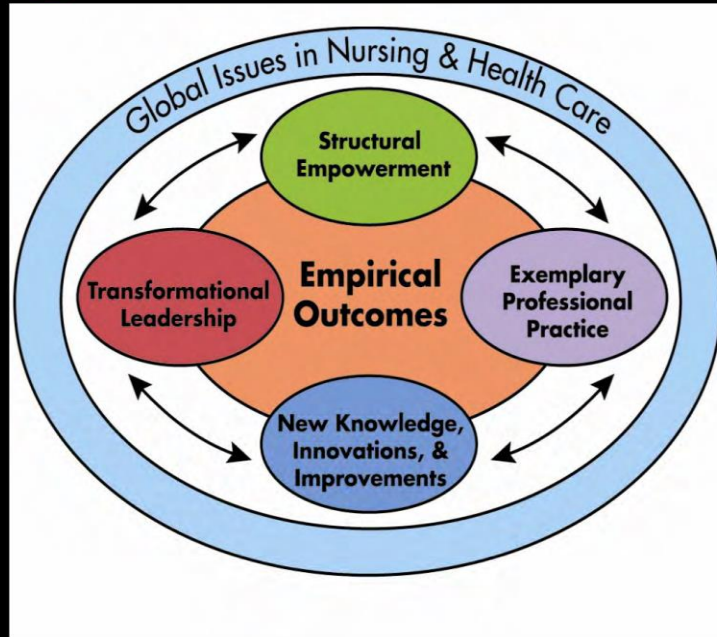 Global Issues in Nursing & Health Care
Structural
Empowerment
Transformational
Leadership
Empirical
Outcomes
Exemplary
Professional
Practice
New Knowledge,
Innovations, &
Improvements